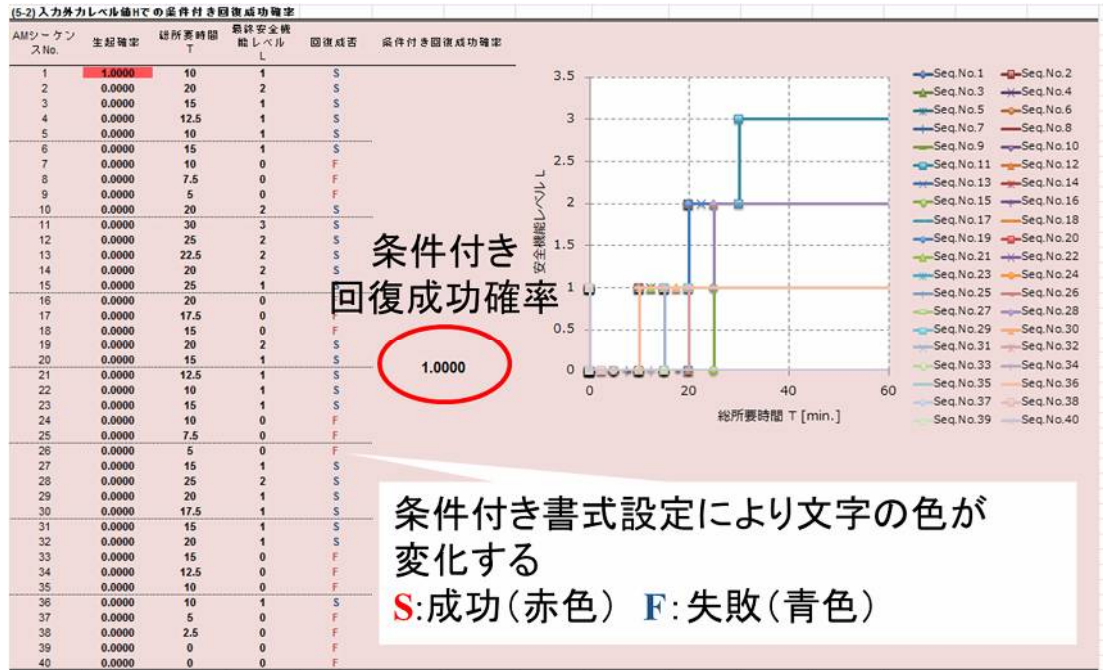 (5-2)入力外力レベル値Hでの条件付き回復成功確率
AMシーケンスNo. 生起確率 総所要時間T 最終安全機能レベルL 回復成否 条件付き回復成功確率
1 1.0000 10 1 S
2 0.0000 20 2 S
3 0.0000 15 1 S
4 0.0000 12.5 1 S
5 0.0000 10 1 S
6 0.0000 15 1 S
7 0.0000 10 0 F
8 0.0000 7.5 0 F
9 0.0000 5 0 F
10 0.0000 20 2 S
11 0.0000 30 3 S
12 0.0000 25 2 S
13 0.0000 22.5 2 S
14 0.0000 20 2 S
15 0.0000 25 1 S
16 0.0000 20 0
17 0.0000 17.5 0
18 0.0000 15 0 F
19 0.0000 20 2 S
20 0.0000 15 1 S
21 0.0000 12.5 1 S
22 0.0000 10 1 S
23 0.0000 15 1 S
24 0.0000 10 0 F
25 0.0000 7.5 0 F
26 0.0000 5 0 F
27 0.0000 15 1 S
28 0.0000 25 2 S
29 0.0000 20 1 S
30 0.0000 17.5 1 S
31 0.0000 15 1 S
32 0.0000 20 1 S
33 0.0000 15 0 F
34 0.0000 12.5 0 F
35 0.0000 10 0 F
36 0.0000 10 1 S
37 0.0000 5 0 F
38 0.0000 2.5 0 F
39 0.0000 0 0 F
40 0.0000 0 0 F
条件付き
回復成功確率
1.0000
安全機能レベル L
3.5
3
2.5
2
1.5
1
0.5
0
0 20 40 60
総所要時間 T [min.]
Seq.No.1 Seq.No.2
Seq.No.3 Seq.No.4
Seq.No.5 Seq.No.6
Seq.No.7 Seq.No.8
Seq.No.9 Seq.No.10
Seq.No.11 Seq.No.12
Seq.No.13 Seq.No.14
Seq.No.15 Seq.No.16
Seq.No.17 Seq.No.18
Seq.No.19 Seq.No.20
Seq.No.21 Seq.No.22
Seq.No.23 Seq.No.24
Seq.No.25 Seq.No.26
Seq.No.27 Seq.No.28
Seq.No.29 Seq.No.30
Seq.No.31 Seq.No.32
Seq.No.33 Seq.No.34
Seq.No.35 Seq.No.36
Seq.No.37 Seq.No.38
Seq.No.39 Seq.No.40
条件付き書式設定により文字の色が
変化する
S:成功(赤色) F:失敗(青色)